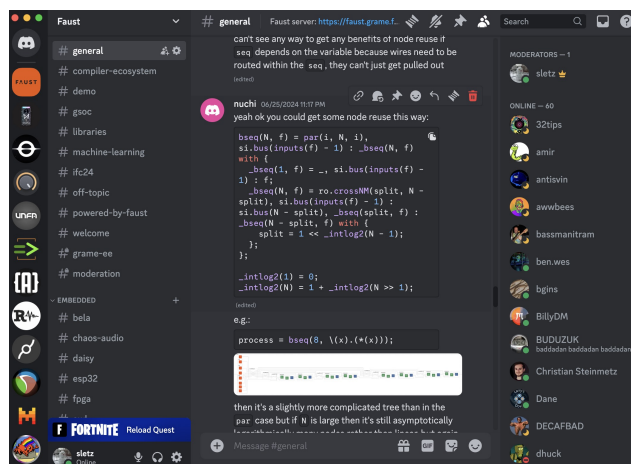 Faust
# general
Faust server: https://faust.grame.f...
Search
FAUST
UNFA
{A}
# general
# compiler-ecosystem
# demo
# gsoc
# libraries
# machine-learning
# ifc24
# off-topic
# powered-by-faust
# welcome
# grame-ee
# moderation
EMBEDDED
# bela
# chaos-audio
# daisy
# esp32
# fpga
FORTNITE Reload Quest
sletz
Online
can't see any way to get any benefits of node reuse if
seq depends on the variable because wires need to be
routed within the seq, they can't just get pulled out
(edited)
nuchi 06/25/2024 11:17 PM
yeah ok you could get some node reuse this way:
bseq(N, f) = par(i, N, i),
si.bus(inputs(f) - 1) : _bseq(N, f)
with {
_bseq(1, f) = _, si.bus(inputs(f) -
1) : f;
_bseq(N, f) = ro.crossNM(split, N -
split), si.bus(inputs(f) - 1) :
si.bus(N - split), _bseq(split, f) :
_bseq(N - split, f) with {
split = 1 << _intlog2(N - 1);
};
};
_intlog2(1) = 0;
_intlog2(N) = 1 + _intlog2(N >> 1);
(edited)
e.g.:
process = bseq(8, \(x).(*(x)));
then it's a slightly more complicated tree than in the
par case but if N is large then it's still asymptotically
Message #general
GIF
MODERATORS — 1
sletz
ONLINE — 60
32tips
amir
antisvin
awwbees
bassmanitram
ben.wes
bgins
BillyDM
BUDUZUK
baddadan baddadan baddadan
Christian Steinmetz
Dane
DECAFBAD
dhuck